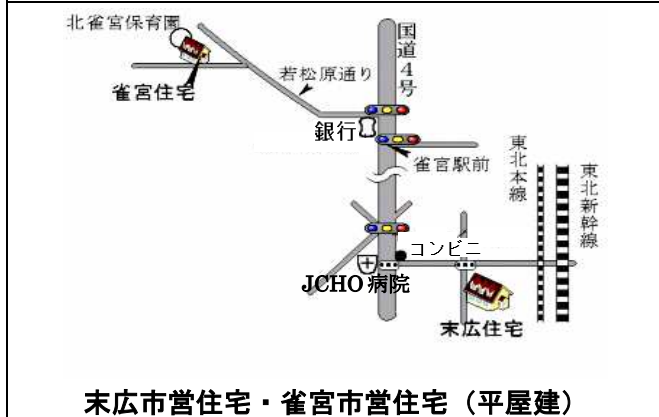 北雀宮保育園
雀宮住宅
若松原通り
国道4号
銀行
雀宮駅前
東北本線
東北新幹線
コンビニ
JCHO病院
末広住宅
末広市営住宅・雀宮市営住宅（平屋建）